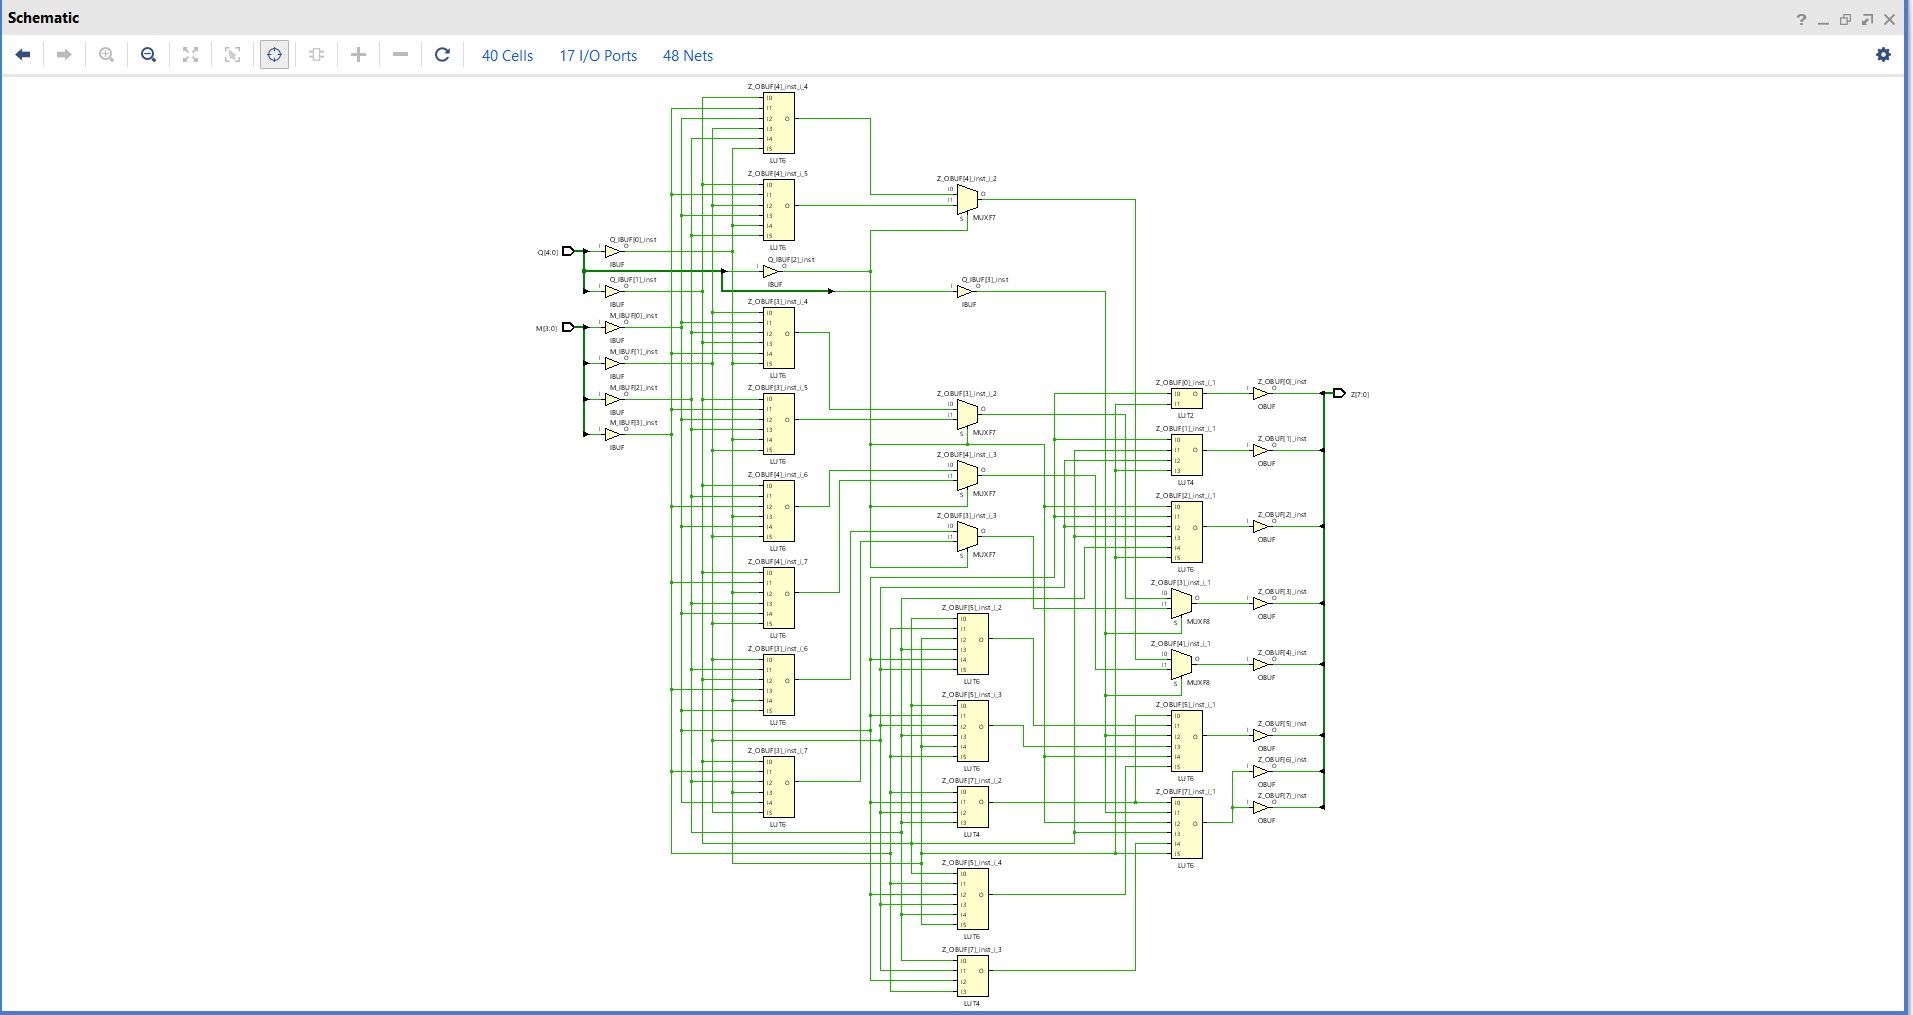 Schematic
40 Cells 17 I/O Ports 48 Nets
Z_OBUF[4]_inst_i_4
I0
I1
I2 O
I3
I4
I5
LUT6
Z_OBUF[4]_inst_i_5
I0
I1
I2 O
I3
I4
I5
LUT6
Z_OBUF[4]_inst_i_2
I0 O
I1
S MUXF7
Q[4:0]
Q_IBUF[0]_inst
I O
IBUF
Q_IBUF[1]_inst
I O
IBUF
Q_IBUF[2]_inst
I O
IBUF
Q_IBUF[3]_inst
I O
IBUF
M[3:0]
M_IBUF[0]_inst
I O
IBUF
M_IBUF[1]_inst
I O
IBUF
M_IBUF[2]_inst
I O
IBUF
M_IBUF[3]_inst
I O
IBUF
Z_OBUF[3]_inst_i_4
I0
I1
I2 O
I3
I4
I5
LUT6
Z_OBUF[3]_inst_i_5
I0
I1
I2 O
I3
I4
I5
LUT6
Z_OBUF[4]_inst_i_6
I0
I1
I2 O
I3
I4
I5
LUT6
Z_OBUF[4]_inst_i_7
I0
I1
I2 O
I3
I4
I5
LUT6
Z_OBUF[3]_inst_i_6
I0
I1
I2 O
I3
I4
I5
LUT6
Z_OBUF[3]_inst_i_7
I0
I1
I2 O
I3
I4
I5
LUT6
Z_OBUF[3]_inst_i_2
I0 O
I1
S MUXF7
Z_OBUF[4]_inst_i_3
I0 O
I1
S MUXF7
Z_OBUF[3]_inst_i_3
I0 O
I1
S MUXF7
Z_OBUF[5]_inst_i_2
I0
I1
I2 O
I3
I4
I5
LUT6
Z_OBUF[5]_inst_i_3
I0
I1
I2 O
I3
I4
I5
LUT6
Z_OBUF[7]_inst_i_2
I0
I1 O
I2
I3
LUT4
Z_OBUF[5]_inst_i_4
I0
I1
I2 O
I3
I4
I5
LUT6
Z_OBUF[7]_inst_i_3
I0
I1 O
I2
I3
LUT4
Z_OBUF[0]_inst_i_1
I0 O
I1
LUT2
Z_OBUF[1]_inst_i_1
I0
I1 O
I2
I3
LUT4
Z_OBUF[2]_inst_i_1
I0
I1
I2 O
I3
I4
I5
LUT6
Z_OBUF[3]_inst_i_1
I0 O
I1
S MUXF8
Z_OBUF[4]_inst_i_1
I0 O
I1
S MUXF8
Z_OBUF[5]_inst_i_1
I0
I1
I2 O
I3
I4
I5
LUT6
Z_OBUF[7]_inst_i_1
I0
I1
I2 O
I3
I4
I5
LUT6
Z_OBUF[0]_inst
I O
OBUF
Z_OBUF[1]_inst
I O
OBUF
Z_OBUF[2]_inst
I O
OBUF
Z_OBUF[3]_inst
I O
OBUF
Z_OBUF[4]_inst
I O
OBUF
Z_OBUF[5]_inst
I O
OBUF
Z_OBUF[6]_inst
I O
OBUF
Z_OBUF[7]_inst
I O
OBUF
Z[7:0]